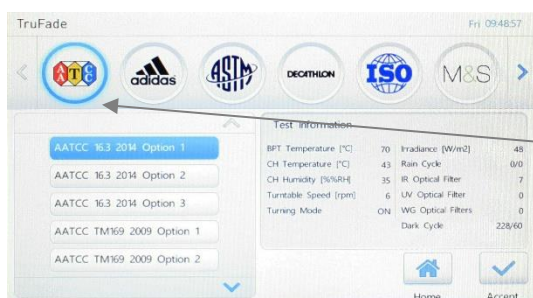 TruFade
Fri 09:48:57
ATCC
adidas
ASTM
DECATHLON
ISO
M&S
Test Information
AATCC 16.3 2014 Option 1
AATCC 16.3 2014 Option 2
AATCC 16.3 2014 Option 3
AATCC TM169 2009 Option 1
AATCC TM169 2009 Option 2
BPT Temperature [°C] 70
CH Temperature [°C] 43
CH Humidity [%%RH[ 35
Turntable Speed [rpm] 6
Turning Mode ON
Irradiance [W/m2] 48
Rain Cycle 0/0
IR Optical Filter 7
UV Optical Filter 0
WG Optical Filters 0
Dark Cycle 228/60
Home
Accept